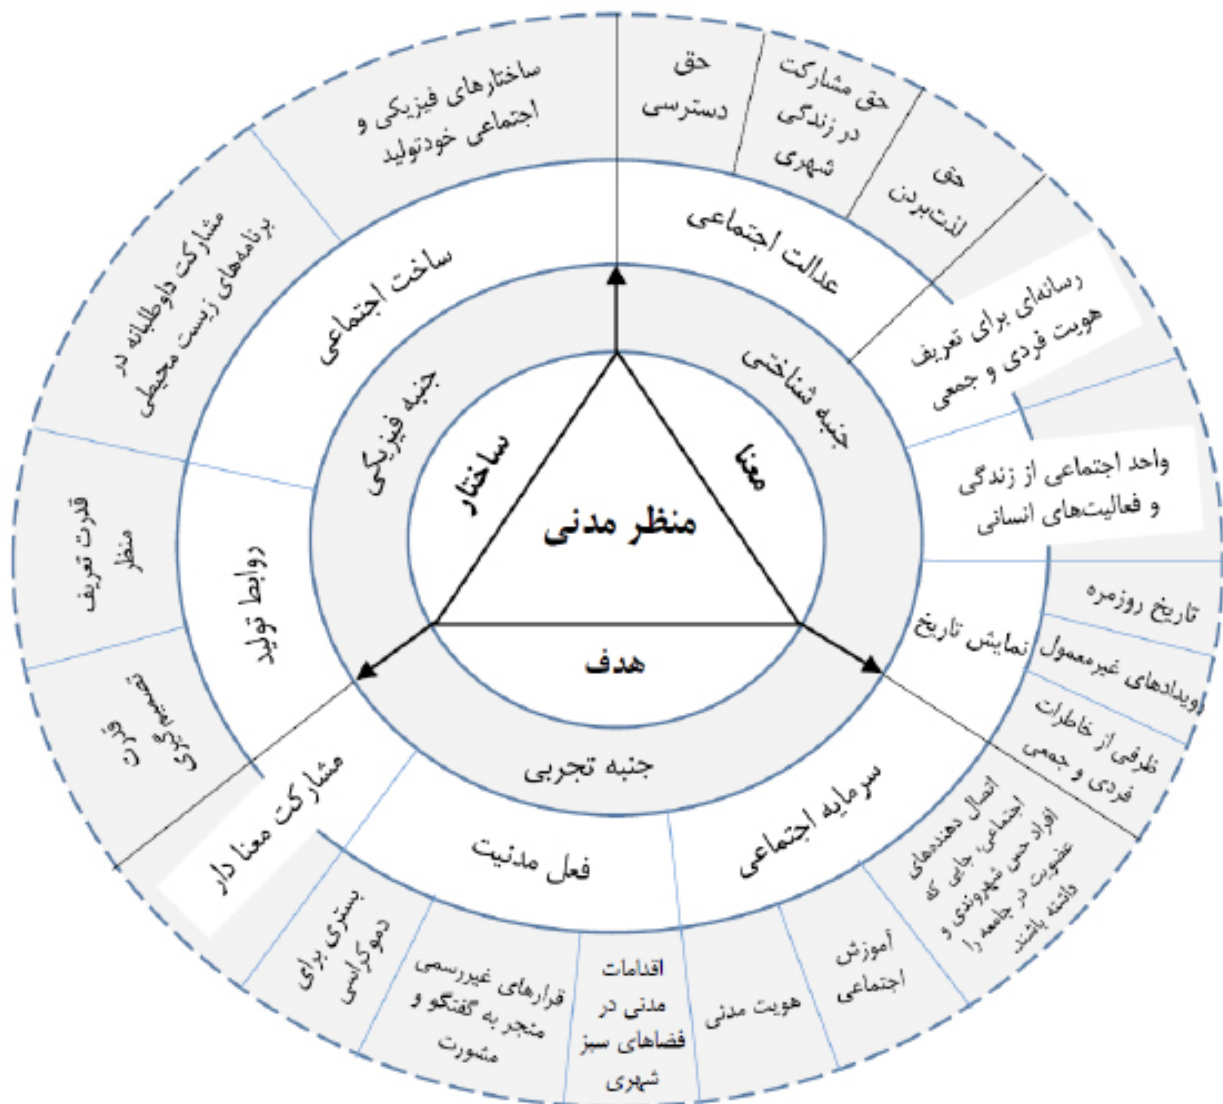 منظر مدنی
معنا
ساختار
هدف
جنبه شناختی
جنبه فیزیکی
جنبه تجربی
عدالت اجتماعی
حق
دسترسی
حق مشارکت
در زندگی
شهری
حق
لذت‌بردن
رسانه‌ای برای تعریف
هویت فردی و جمعی
واحد اجتماعی از زندگی
و فعالیت‌های انسانی
نمایش تاریخ
تاریخ روزمره
ویدادهای غیرمعمول
ظرفی از خاطرات
فردی و جمعی
سرمایه اجتماعی
اتصال دهنده‌های
اجتماعی؛ جایی که
افراد حس شهروندی و
عضویت در جامعه را
داشته باشند
آموزش
اجتماعی
هویت مدنی
فعل مدنیت
اقدامات
مدنی در
فضاهای سبز
شهری
قرارهای غیررسمی
منجر به گفتگو و
مشورت
بستری برای
دموکراسی
مشارکت معنا دار
روابط تولید
قدرت تعریف
منظر
تصمیم‌گیری
ساخت اجتماعی
مشارکت داوطلبانه در
برنامه‌های زیست محیطی
ساختارهای فیزیکی و
اجتماعی خودتولید